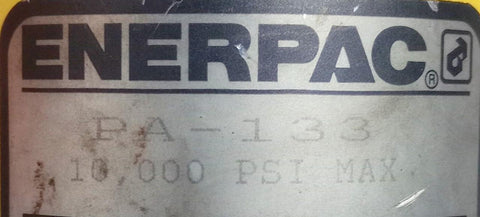 ENERPAC®
PA-133
10,000 PSI MAX